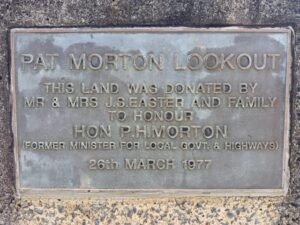 PAT MORTON LOOKOUT
THIS LAND WAS DONATED BY
MR & MRS J.S.EASTER AND FAMILY
TO HONOUR
HON P.H.MORTON
(FORMER MINISTER FOR LOCAL GOVT. & HIGHWAYS)
26th MARCH 1977